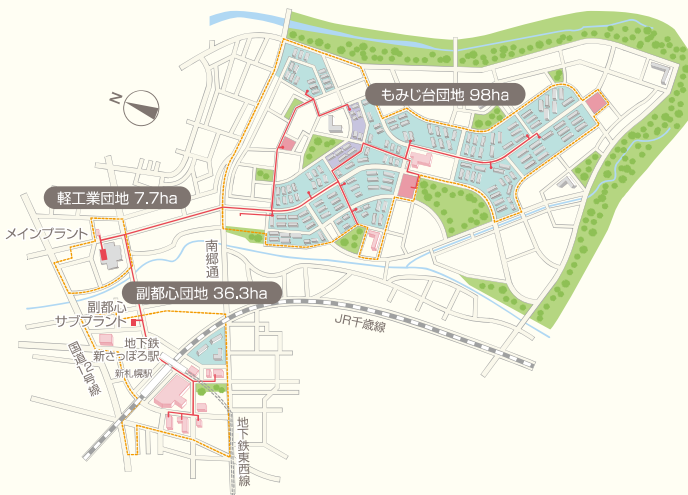 もみじ台団地 98ha
N
軽工業団地 7.7ha
メインプラント
南郷通
副都心団地 36.3ha
副都心
サブプラント
JR千歳線
地下鉄
新さっぽろ駅
新札幌駅
国道12号線
地下鉄東西線